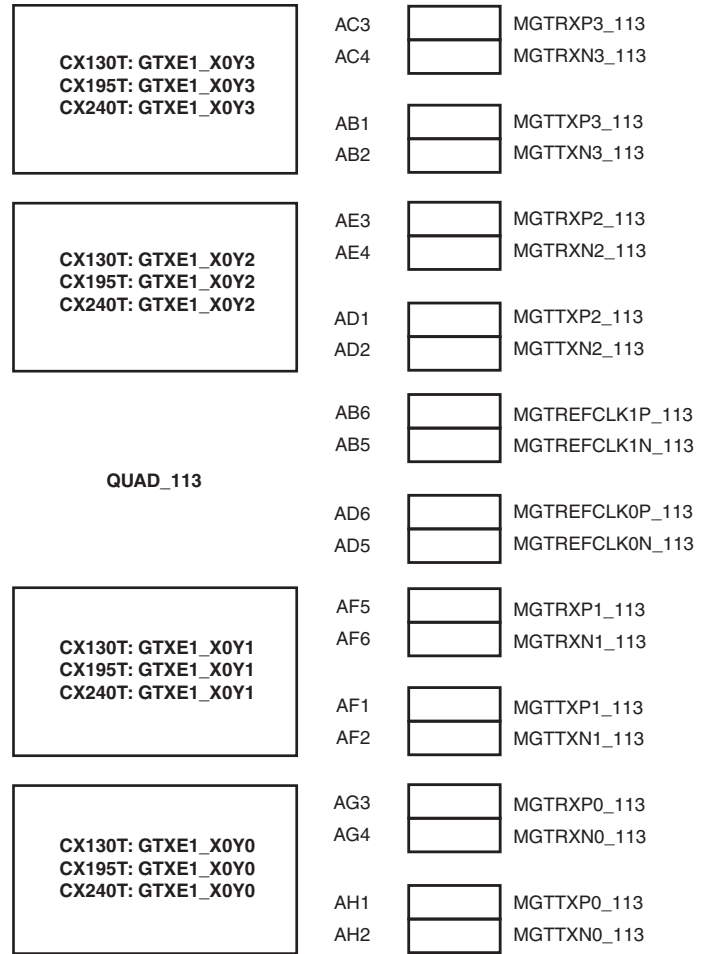 CX130T: GTXE1_X0Y3
CX195T: GTXE1_X0Y3
CX240T: GTXE1_X0Y3
AC3 MGTRXP3_113
AC4 MGTRXN3_113
AB1 MGTTXP3_113
AB2 MGTTXN3_113
CX130T: GTXE1_X0Y2
CX195T: GTXE1_X0Y2
CX240T: GTXE1_X0Y2
AE3 MGTRXP2_113
AE4 MGTRXN2_113
AD1 MGTTXP2_113
AD2 MGTTXN2_113
QUAD_113
AB6 MGTREFCLK1P_113
AB5 MGTREFCLK1N_113
AD6 MGTREFCLK0P_113
AD5 MGTREFCLK0N_113
CX130T: GTXE1_X0Y1
CX195T: GTXE1_X0Y1
CX240T: GTXE1_X0Y1
AF5 MGTRXP1_113
AF6 MGTRXN1_113
AF1 MGTTXP1_113
AF2 MGTTXN1_113
CX130T: GTXE1_X0Y0
CX195T: GTXE1_X0Y0
CX240T: GTXE1_X0Y0
AG3 MGTRXP0_113
AG4 MGTRXN0_113
AH1 MGTTXP0_113
AH2 MGTTXN0_113